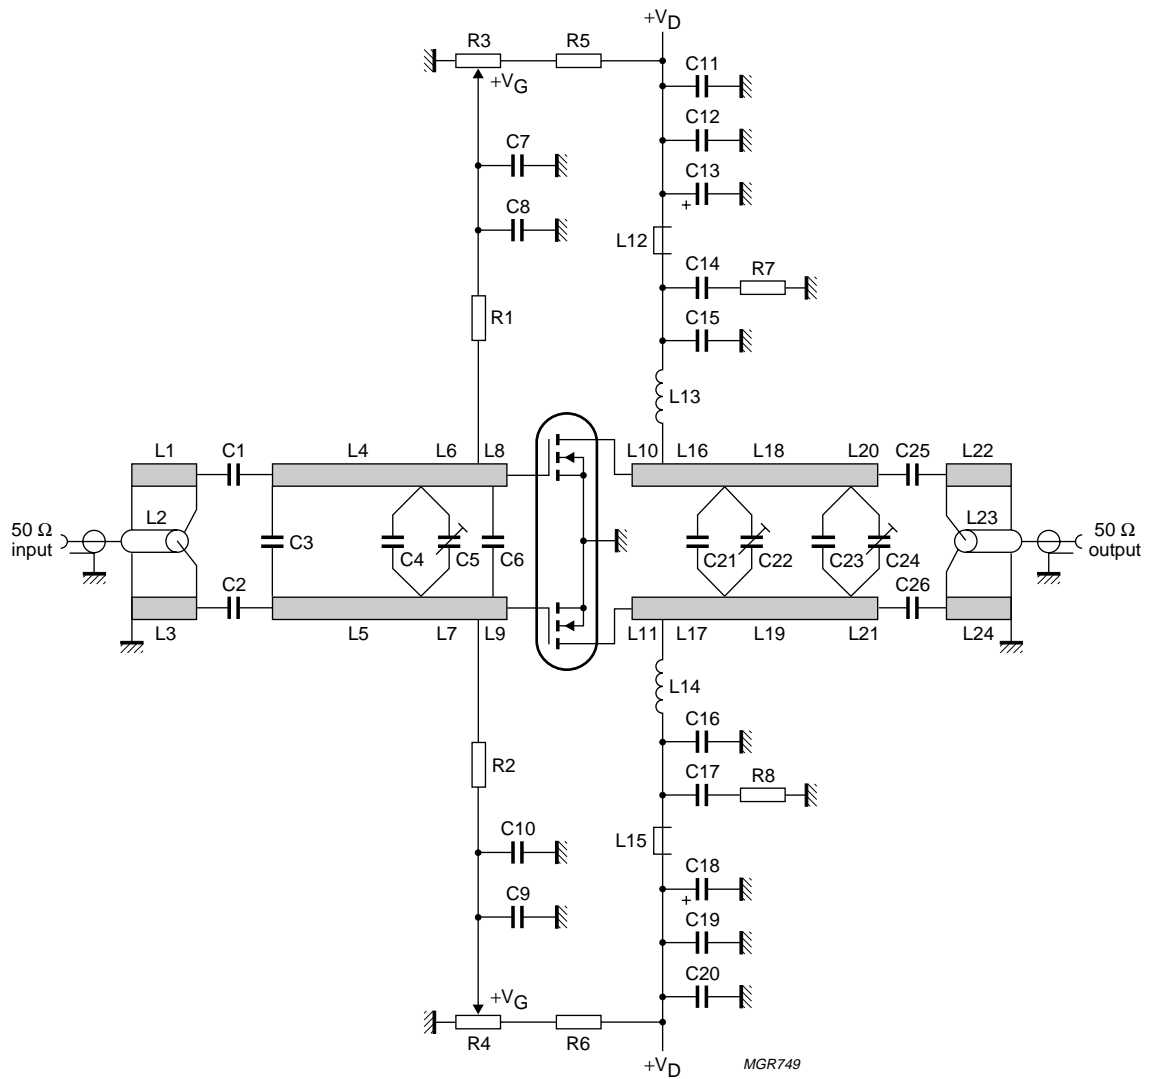 +VD
R3
R5
+VG
C11
C7
C12
C13
+
C8
L12
C14
R7
R1
C15
L13
L1
C1
L4
L6
L8
L10
L16
L18
L20
C25
L22
50 Ω
input
L2
C3
C4
C5
C6
C21
C22
C23
C24
L23
50 Ω
output
C2
C26
L3
L5
L7
L9
L11
L17
L19
L21
L24
L14
C16
R2
C17
R8
C10
L15
C18
+
C9
C19
C20
+VG
R4
R6
+VD
MGR749